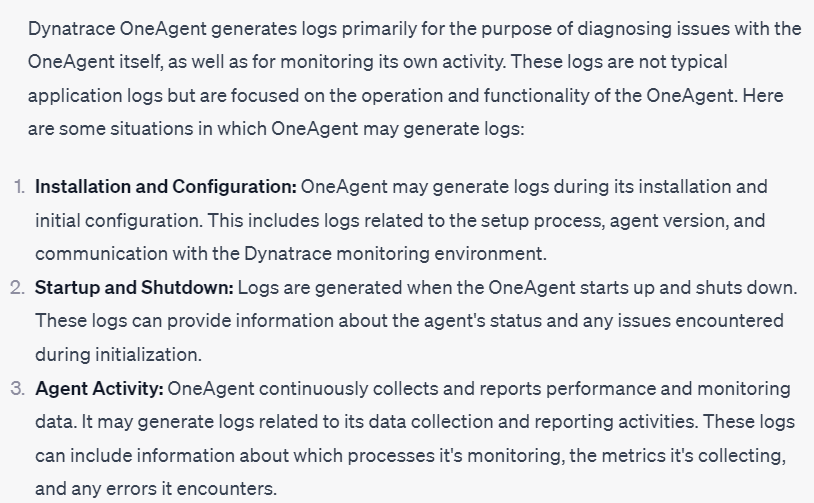 Dynatrace OneAgent generates logs primarily for the purpose of diagnosing issues with the
OneAgent itself, as well as for monitoring its own activity. These logs are not typical
application logs but are focused on the operation and functionality of the OneAgent. Here
are some situations in which OneAgent may generate logs:
1. Installation and Configuration: OneAgent may generate logs during its installation and
initial configuration. This includes logs related to the setup process, agent version, and
communication with the Dynatrace monitoring environment.
2. Startup and Shutdown: Logs are generated when the OneAgent starts up and shuts down.
These logs can provide information about the agent's status and any issues encountered
during initialization.
3. Agent Activity: OneAgent continuously collects and reports performance and monitoring
data. It may generate logs related to its data collection and reporting activities. These logs
can include information about which processes it's monitoring, the metrics it's collecting,
and any errors it encounters.